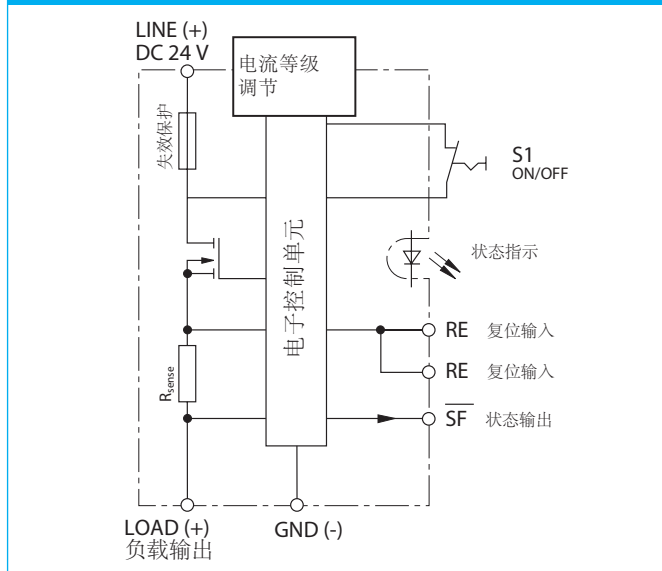 LINE (+)
DC 24 V
电流等级
调节
失效保护
S1
ON/OFF
电子控制单元
状态指示
RE 复位输入
Rsense
RE 复位输入
S̅F̅ 状态输出
LOAD (+)
负载输出
GND (-)